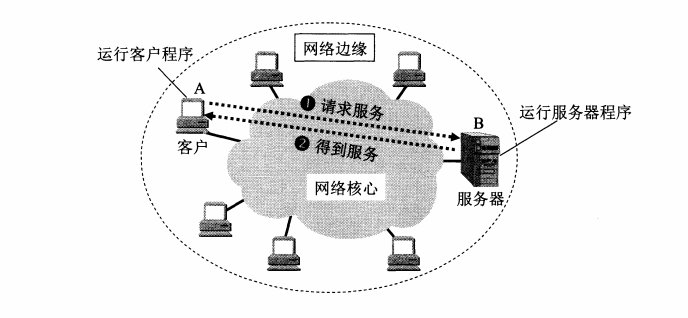 网络边缘
运行客户程序
A
❶ 请求服务
B
运行服务器程序
客户
❷ 得到服务
网络核心
服务器